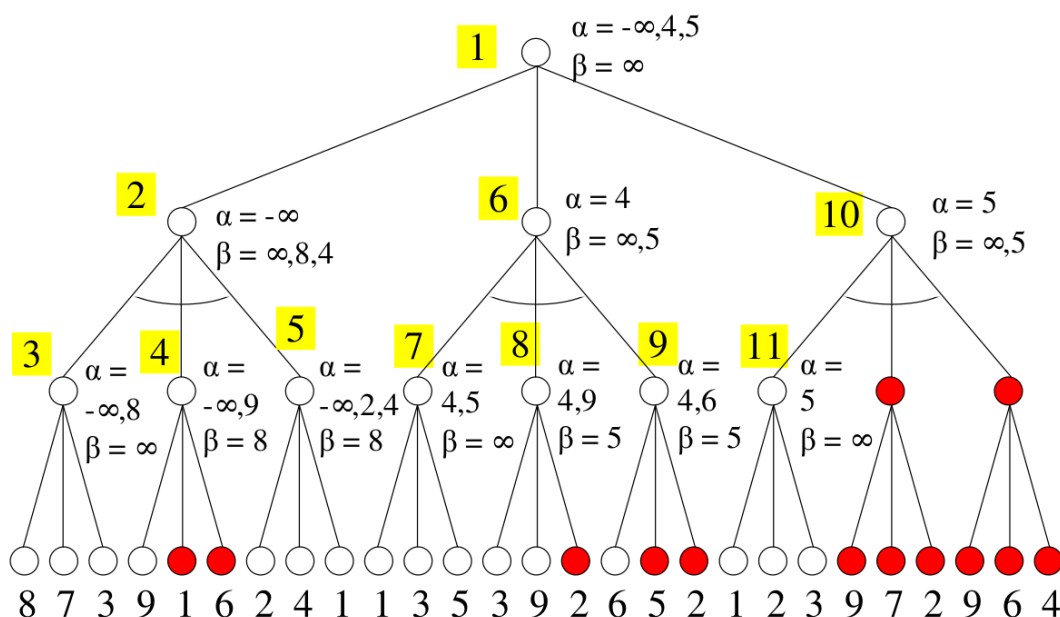 1
α = -∞,4,5
β = ∞
2
α = -∞
β = ∞,8,4
6
α = 4
β = ∞,5
10
α = 5
β = ∞,5
3
α =
-∞,8
β = ∞
4
α =
-∞,9
β = 8
5
α =
-∞,2,4
β = 8
7
α =
4,5
β = ∞
8
α =
4,9
β = 5
9
α =
4,6
β = 5
11
α =
5
β = ∞
8 7 3 9 1 6 2 4 1 1 3 5 3 9 2 6 5 2 1 2 3 9 7 2 9 6 4